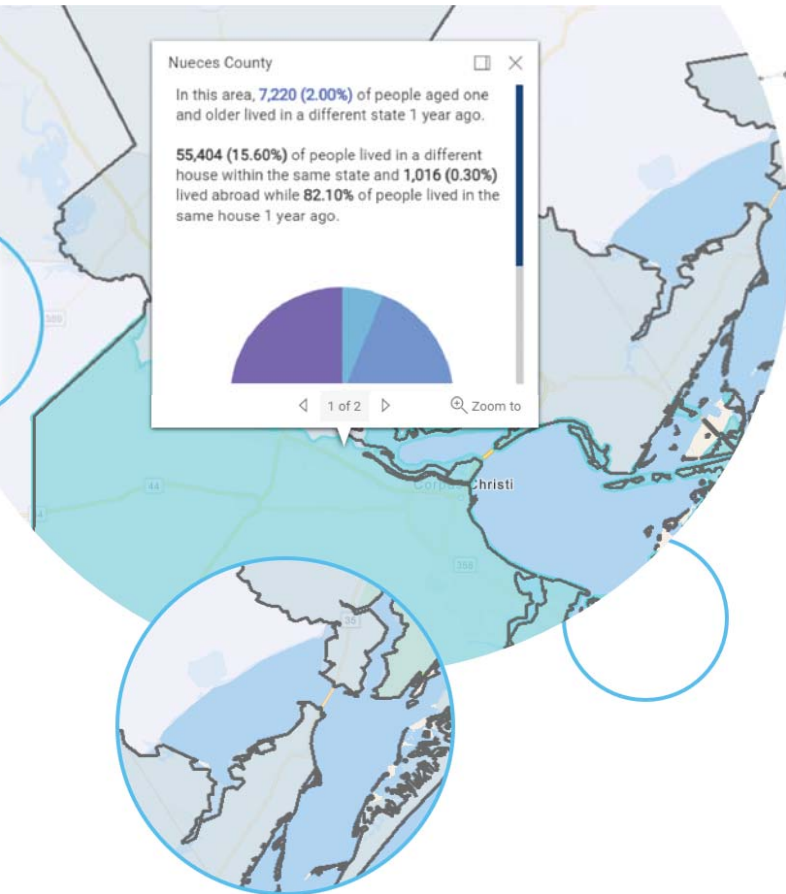 Nueces County
In this area, 7,220 (2.00%) of people aged one
and older lived in a different state 1 year ago.
55,404 (15.60%) of people lived in a different
house within the same state and 1,016 (0.30%)
lived abroad while 82.10% of people lived in the
same house 1 year ago.
1 of 2
Zoom to
44
Corpus Christi
35